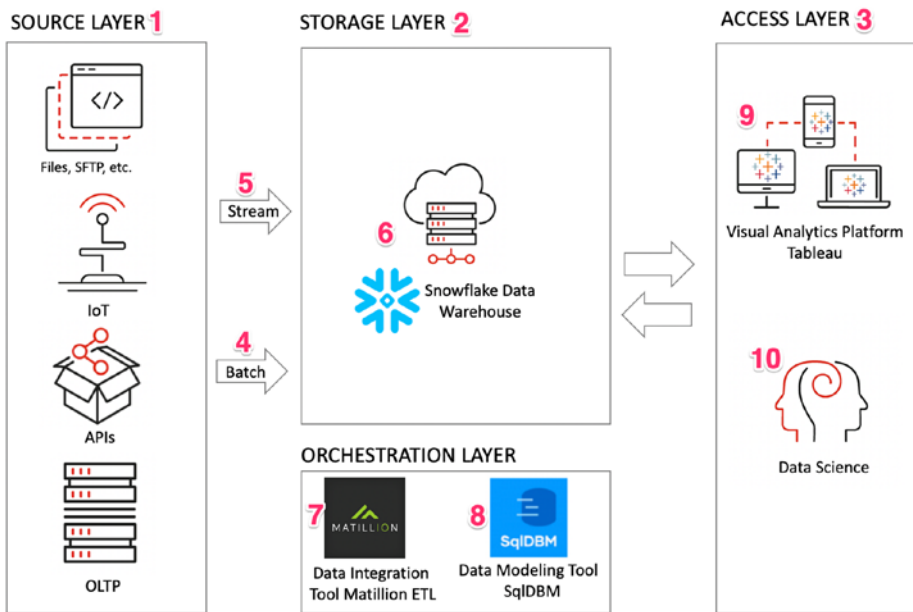 SOURCE LAYER 1
Files, SFTP, etc.
IoT
APIs
OLTP
5
Stream
4
Batch
STORAGE LAYER 2
6
Snowflake Data
Warehouse
ORCHESTRATION LAYER
7
MATILLION
Data Integration
Tool Matillion ETL
8
SqlDBM
Data Modeling Tool
SqlDBM
ACCESS LAYER 3
9
Visual Analytics Platform
Tableau
10
Data Science